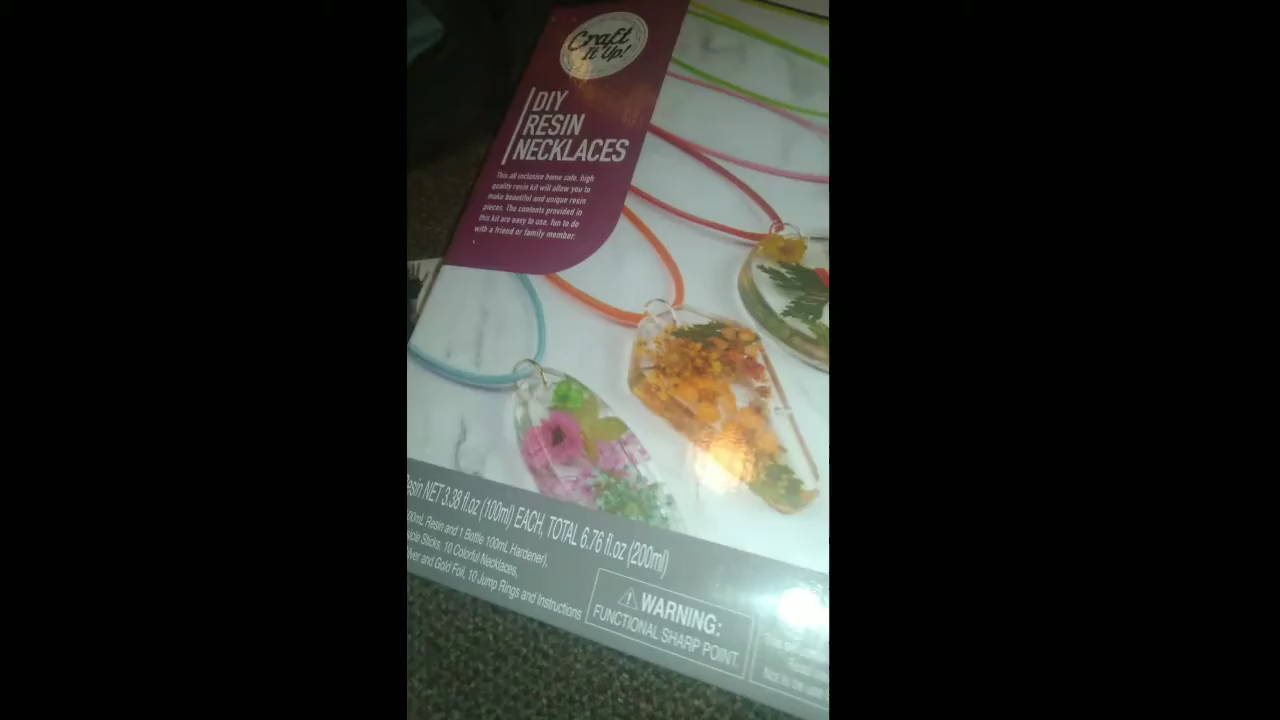 Craft
It Up!
DIY
RESIN
NECKLACES
This all inclusive home safe, high
quality resin kit will allow you to
make beautiful and unique resin
pieces. The contents provided in
this kit are easy to use, fun to do
with a friend or family member.
NET 3.38 fl.oz (100ml) EACH, TOTAL 6.76 fl.oz (200ml)
Resin and 1 Bottle 100mL Hardener),
Sticks, 10 Colorful Necklaces,
and Gold Foil, 10 Jump Rings and Instructions
WARNING:
FUNCTIONAL SHARP POINT.
Not to be